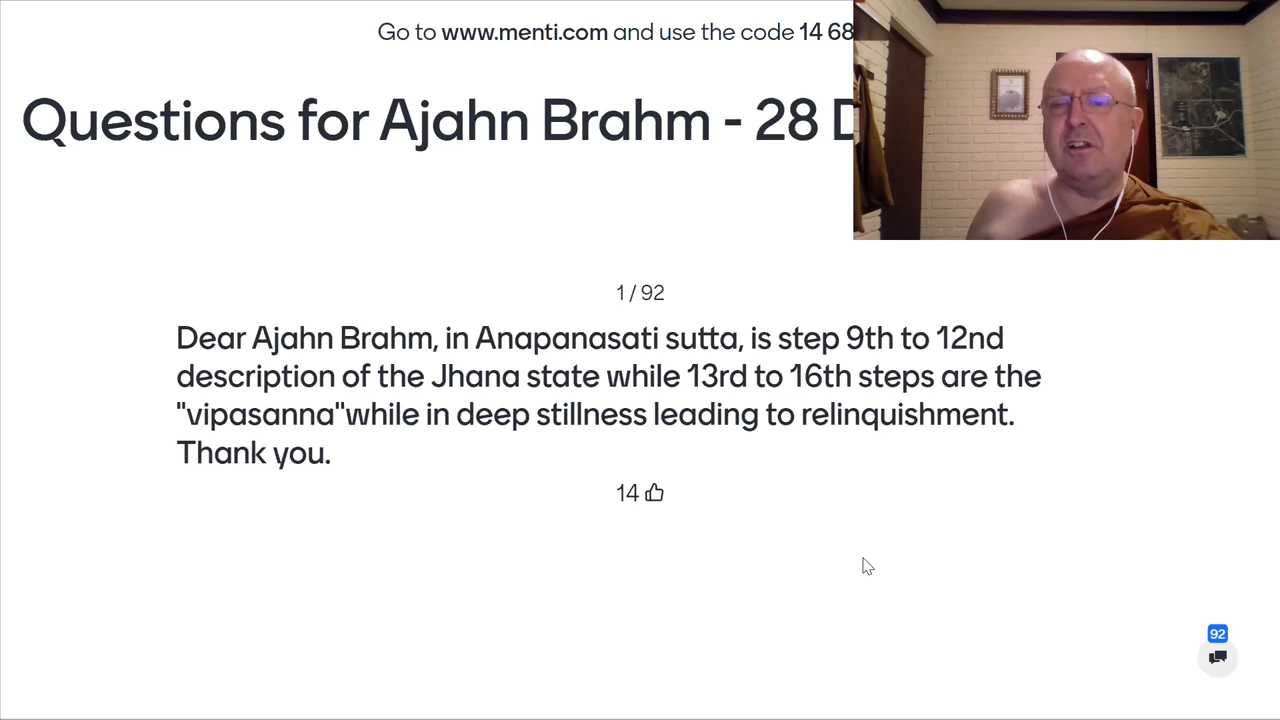 Go to www.menti.com and use the code 14 68
Questions for Ajahn Brahm - 28 D
1 / 92
Dear Ajahn Brahm, in Anapanasati sutta, is step 9th to 12nd
description of the Jhana state while 13rd to 16th steps are the
"vipasanna"while in deep stillness leading to relinquishment.
Thank you.
14
92